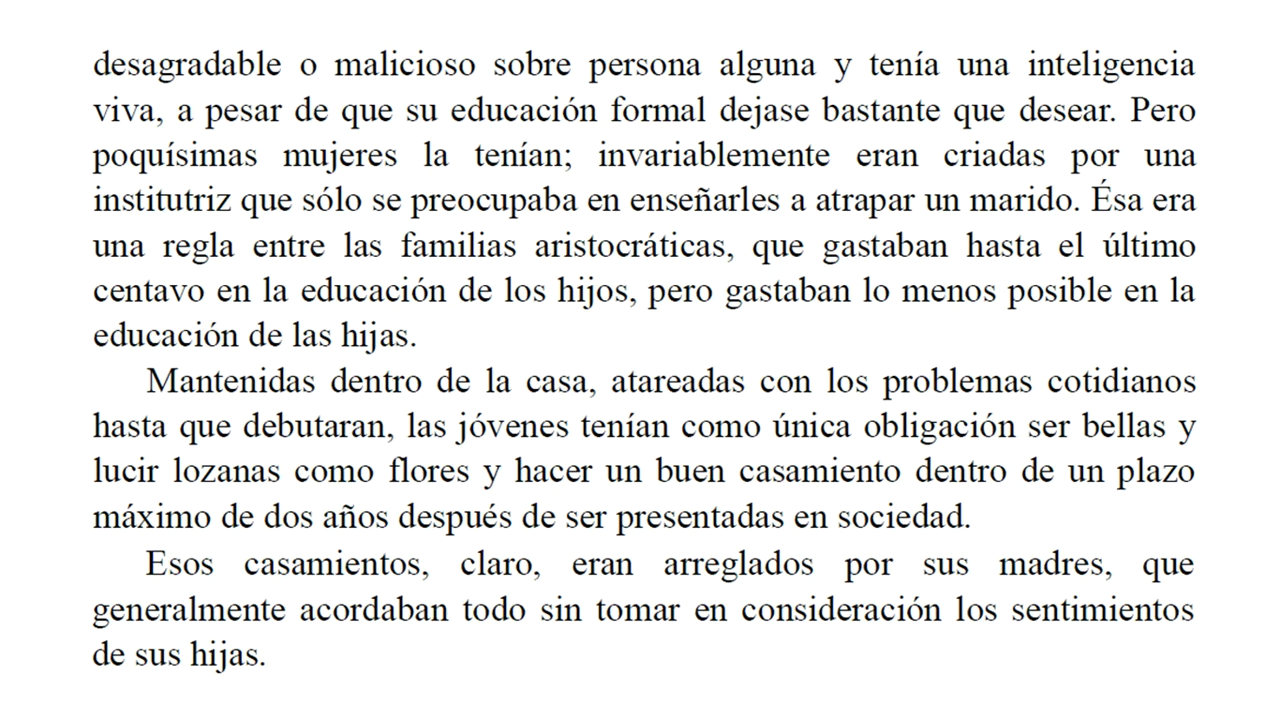 desagradable o malicioso sobre persona alguna y tenía una inteligencia
viva, a pesar de que su educación formal dejase bastante que desear. Pero
poquísimas mujeres la tenían; invariablemente eran criadas por una
institutriz que sólo se preocupaba en enseñarles a atrapar un marido. Ésa era
una regla entre las familias aristocráticas, que gastaban hasta el último
centavo en la educación de los hijos, pero gastaban lo menos posible en la
educación de las hijas.
Mantenidas dentro de la casa, atareadas con los problemas cotidianos
hasta que debutaran, las jóvenes tenían como única obligación ser bellas y
lucir lozanas como flores y hacer un buen casamiento dentro de un plazo
máximo de dos años después de ser presentadas en sociedad.
Esos casamientos, claro, eran arreglados por sus madres, que
generalmente acordaban todo sin tomar en consideración los sentimientos
de sus hijas.